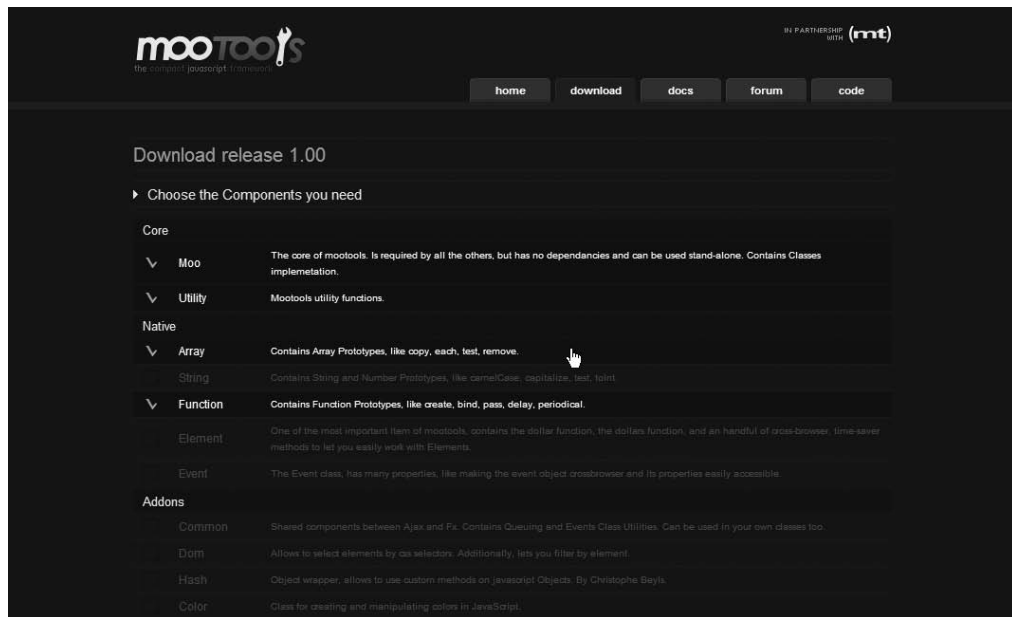 mootools
the compact javascript framework
IN PARTNERSHIP
WITH
(mt)
home download docs forum code
Download release 1.00
Choose the Components you need
Core
Moo The core of mootools. Is required by all the others, but has no dependancies and can be used stand-alone. Contains Classes
implemetation.
Utility Mootools utility functions.
Native
Array Contains Array Prototypes, like copy, each, test, remove.
String Contains String and Number Prototypes, like camelCase, capitalize, test, toInt.
Function Contains Function Prototypes, like create, bind, pass, delay, periodical.
Element One of the most important Item of mootools, contains the dollar function, the dollars function, and an handful of cross-browser, time-saver
methods to let you easily work with Elements.
Event The Event class, has many properties, like making the event object crossbrowser and its properties easily accessible.
Addons
Common Shared components between Ajax and Fx. Contains Queuing and Events Class Utilities. Can be used in your own classes too.
Dom Allows to select elements by css selectors. Additionally, lets you filter by element.
Hash Object wrapper, allows to use custom methods on javascript Objects. By Christophe Beyls.
Color Class for creating and manipulating colors in JavaScript.